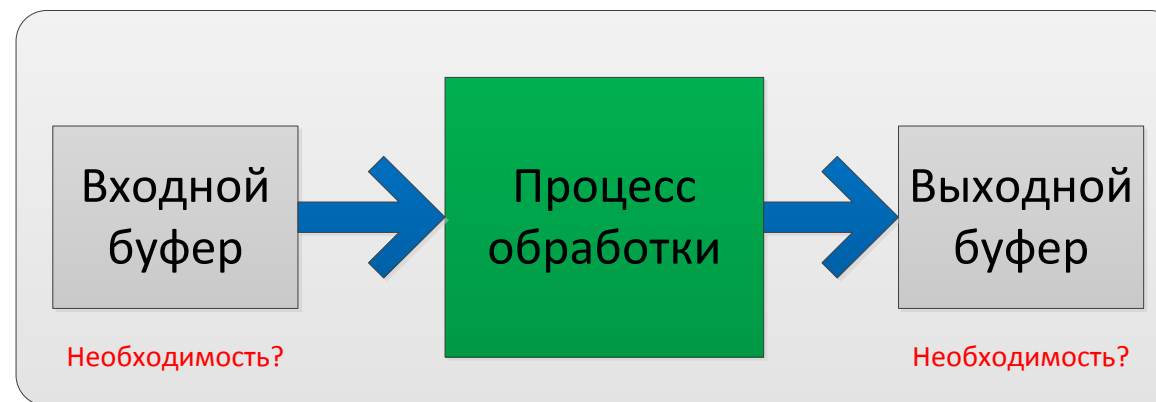 Входной
буфер
Процесс
обработки
Выходной
буфер
Необходимость?
Необходимость?